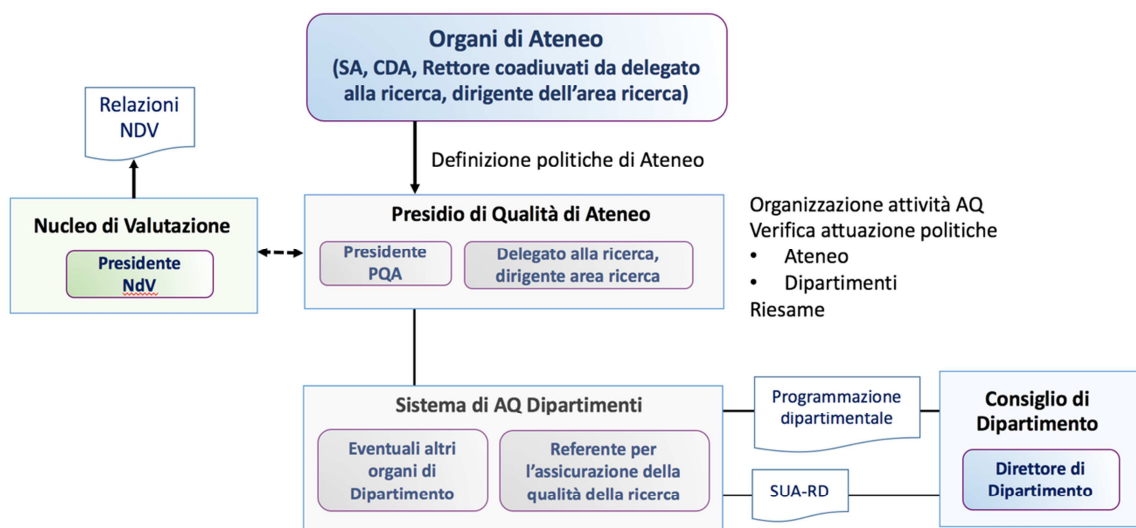 Organi di Ateneo
(SA, CDA, Rettore coadiuvati da delegato
alla ricerca, dirigente dell'area ricerca)
Relazioni
NDV
Definizione politiche di Ateneo
Nucleo di Valutazione
Presidente
NdV
Presidio di Qualità di Ateneo
Presidente
PQA
Delegato alla ricerca,
dirigente area ricerca
Organizzazione attività AQ
Verifica attuazione politiche
• Ateneo
• Dipartimenti
Riesame
Sistema di AQ Dipartimenti
Eventuali altri
organi di
Dipartimento
Referente per
l'assicurazione della
qualità della ricerca
Programmazione
dipartimentale
SUA-RD
Consiglio di
Dipartimento
Direttore di
Dipartimento